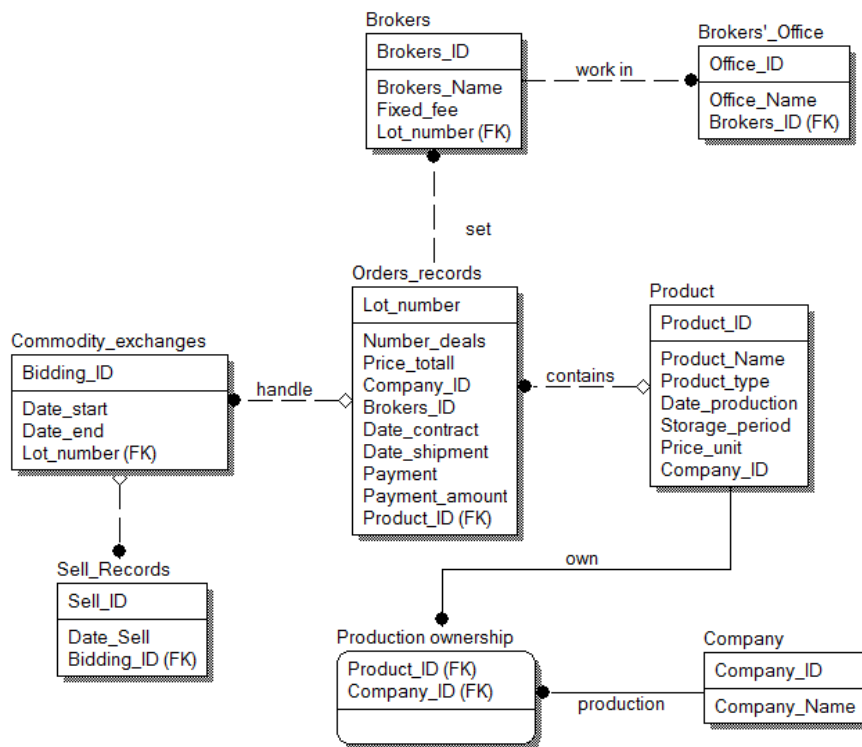 Brokers
Brokers_ID
Brokers_Name
Fixed_fee
Lot_number (FK)
work in
Brokers'_Office
Office_ID
Office_Name
Brokers_ID (FK)
set
Orders_records
Lot_number
Number_deals
Price_totall
Company_ID
Brokers_ID
Date_contract
Date_shipment
Payment
Payment_amount
Product_ID (FK)
Commodity_exchanges
Bidding_ID
Date_start
Date_end
Lot_number (FK)
handle
contains
Product
Product_ID
Product_Name
Product_type
Date_production
Storage_period
Price_unit
Company_ID
Sell_Records
Sell_ID
Date_Sell
Bidding_ID (FK)
own
Production ownership
Product_ID (FK)
Company_ID (FK)
production
Company
Company_ID
Company_Name